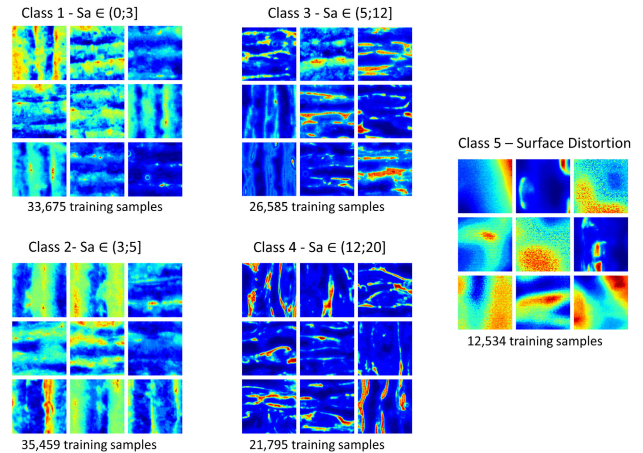 Class 1 - Sa ∈ (0;3]
33,675 training samples
Class 2- Sa ∈ (3;5]
35,459 training samples
Class 3 - Sa ∈ (5;12]
26,585 training samples
Class 4 - Sa ∈ (12;20]
21,795 training samples
Class 5 – Surface Distortion
12,534 training samples